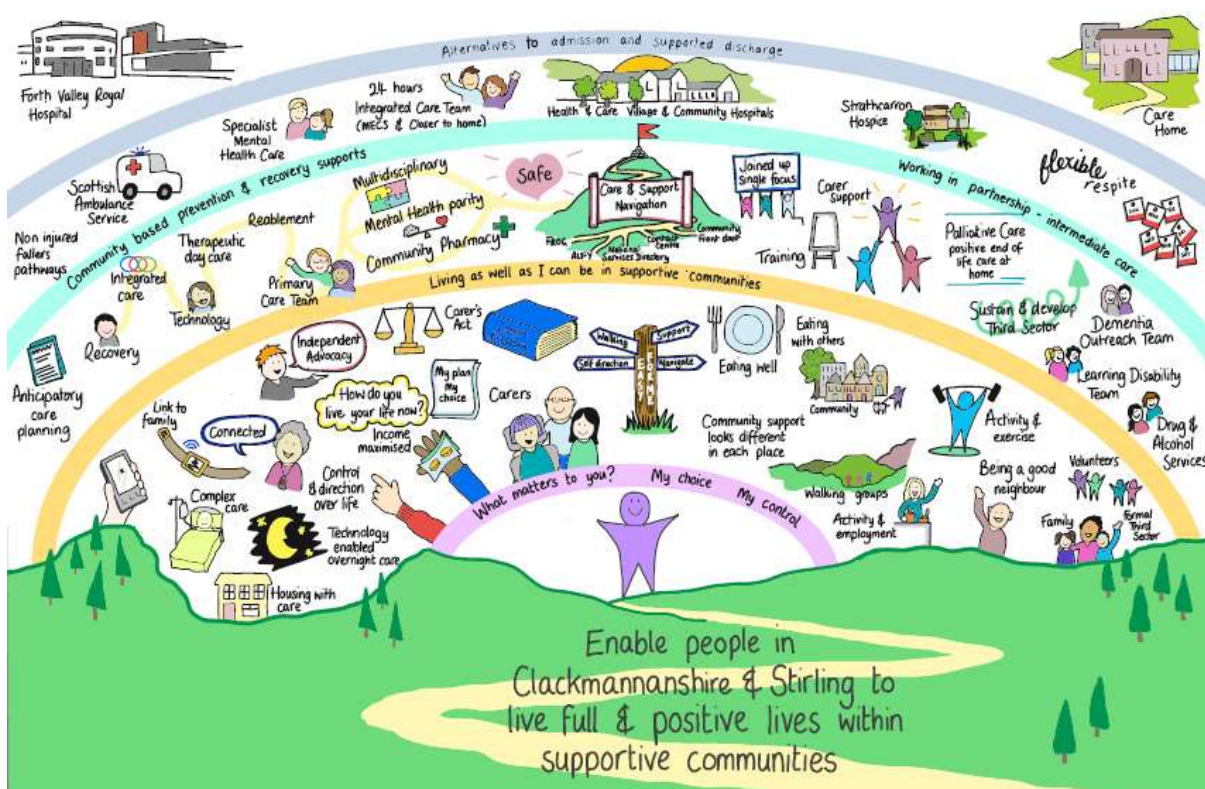 Alternatives to admission and supported discharge
Forth Valley Royal
Hospital
24 hours
Integrated Care Team
(MECS & Closer to home)
Health & Care Village & Community Hospitals
Strathcarron
Hospice
Care
Home
Specialist
Mental
Health Care
Scottish
Ambulance
Service
Community based prevention & recovery supports
Working in partnership - intermediate care
flexible
respite
Non injured
fallers
pathways
Integrated
care
Therapeutic
day care
Reablement
Technology
Recovery
Anticipatory
care
planning
Multidisciplinary
Mental Health parity
Community Pharmacy
Primary
Care Team
Safe
Care & Support
Navigation
FROG
ALFY
National
Services Directory
Contact
Centre
Community
Front door
Joined up
single focus
Training
Carer
Support
Palliative Care
positive end of
life care at
home
Sustain & develop
Third Sector
Dementia
Outreach Team
Learning Disability
Team
Drug &
Alcohol
Services
Living as well as I can be in supportive communities
Independent
Advocacy
Carer's
Act
My plan
My
choice
How do you
live your life now?
Income
maximised
Carers
Link to
family
Connected
Control
& direction
over life
Complex
care
Technology
enabled
overnight care
Housing with
care
Walking
Support
Self direction
Navigate
EASY
Eating well
Eating
with others
Community
Community support
looks different
in each place
Walking groups
Activity &
employment
Activity &
exercise
Being a good
neighbour
Volunteers
Family
Formal
Third
Sector
What matters to you? My choice My control
Enable people in
Clackmannanshire & Stirling to
live full & positive lives within
supportive communities